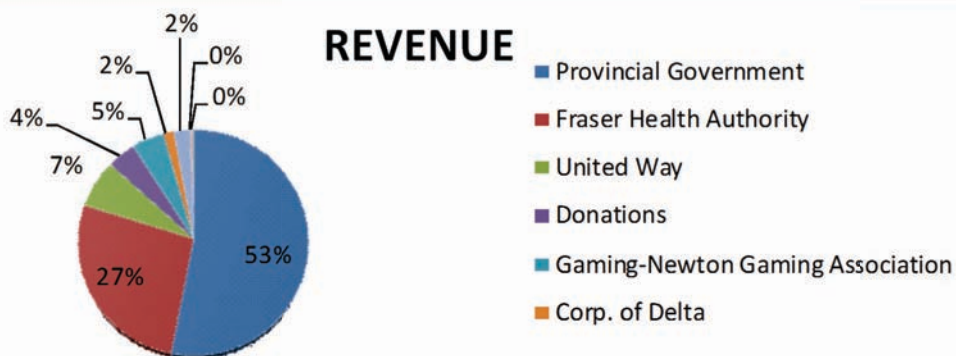 REVENUE
2%
0%
2%
0%
5%
4%
7%
53%
27%
Provincial Government
Fraser Health Authority
United Way
Donations
Gaming-Newton Gaming Association
Corp. of Delta